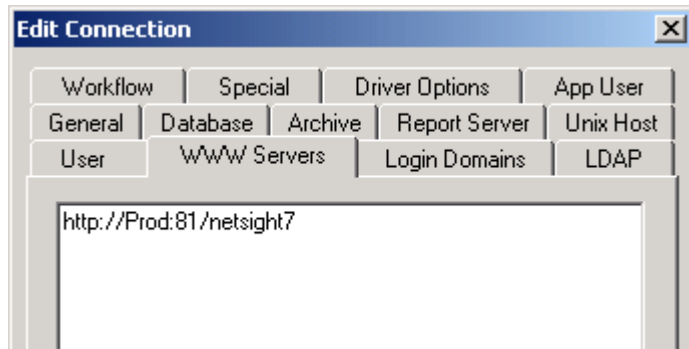 Edit Connection
Workflow Special Driver Options App User
General Database Archive Report Server Unix Host
User WWW Servers Login Domains LDAP
http://Prod:81/netsight7